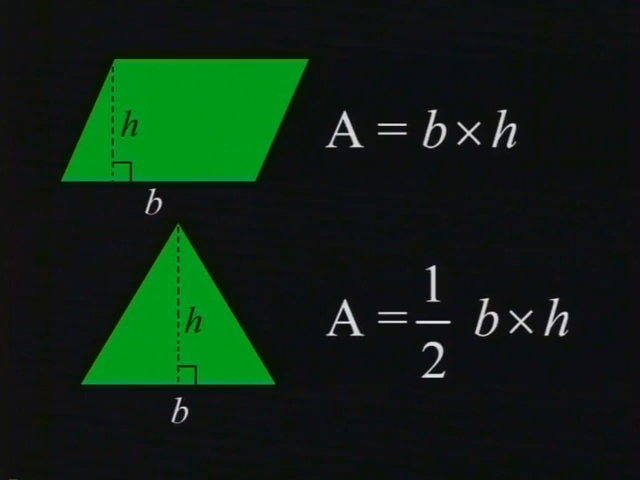 h
A = b × h
b
h
A = 1/2 b × h
b